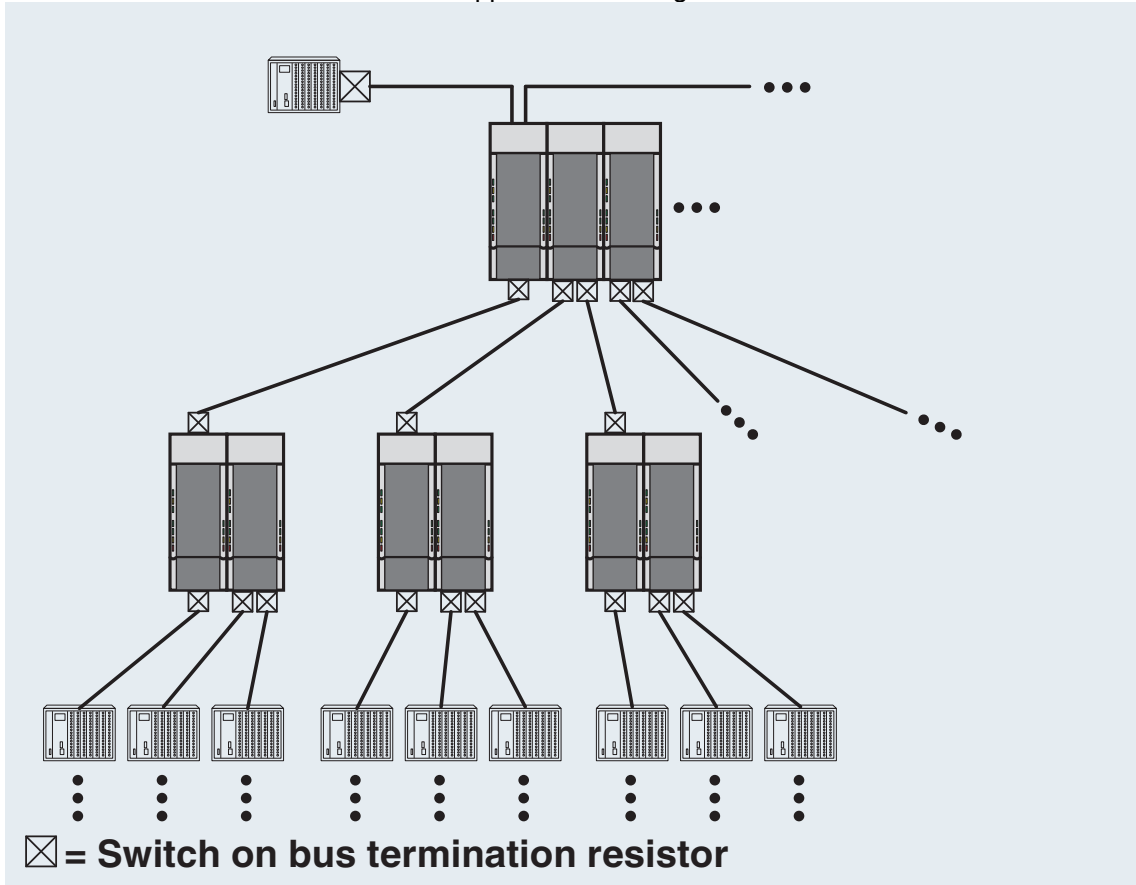 = Switch on bus termination resistor